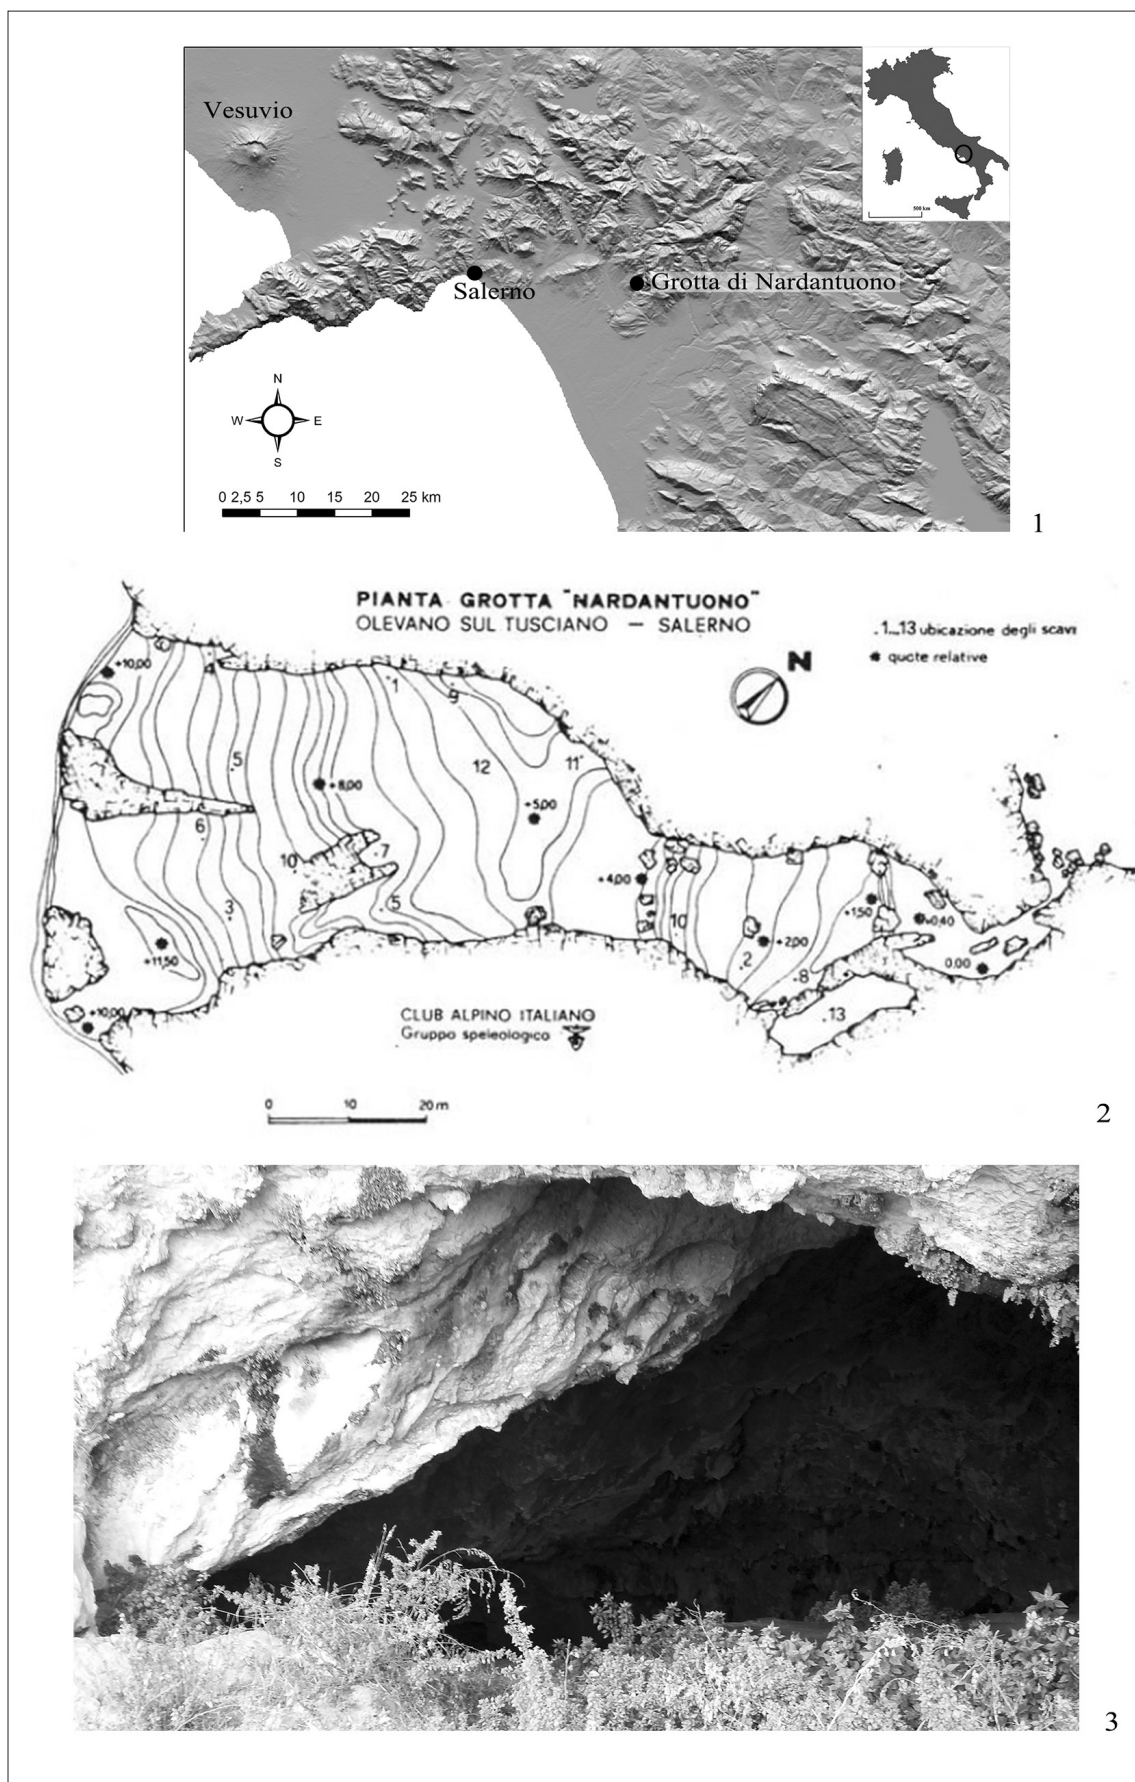 Vesuvio
500 km
Salerno
Grotta di Nardantuono
N
W E
S
0 2,5 5 10 15 20 25 km
1
PIANTA GROTTA "NARDANTUONO"
OLEVANO SUL TUSCIANO — SALERNO
.1...13 ubicazione degli scavi
quote relative
N
+10,00
4
1
9
5
12
11
+8,00
+5,00
6
7
10
+4,00
3
5
10
+1,50
+0,40
+11,50
+2,00
2
8
0,00
+10,00
13
CLUB ALPINO ITALIANO
Gruppo speleologico
0 10 20 m
2
3